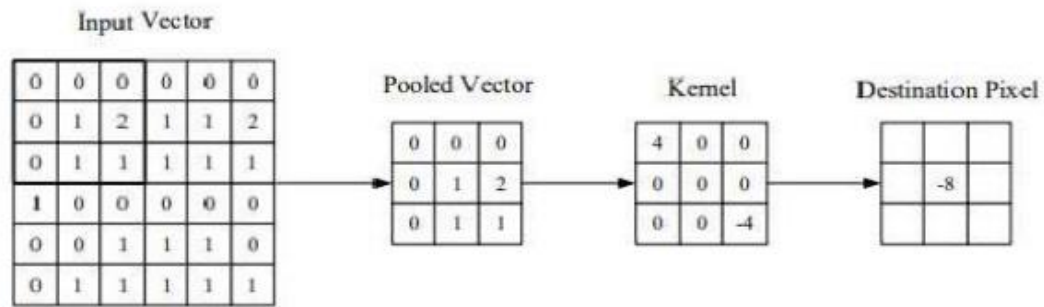 Input Vector
Pooled Vector
Kernel
Destination Pixel
0 0 0 0 0 0
0 1 2 1 1 2
0 1 1 1 1 1
1 0 0 0 0 0
0 0 1 1 1 0
0 1 1 1 1 1
0 0 0
0 1 2
0 1 1
4 0 0
0 0 0
0 0 -4
-8